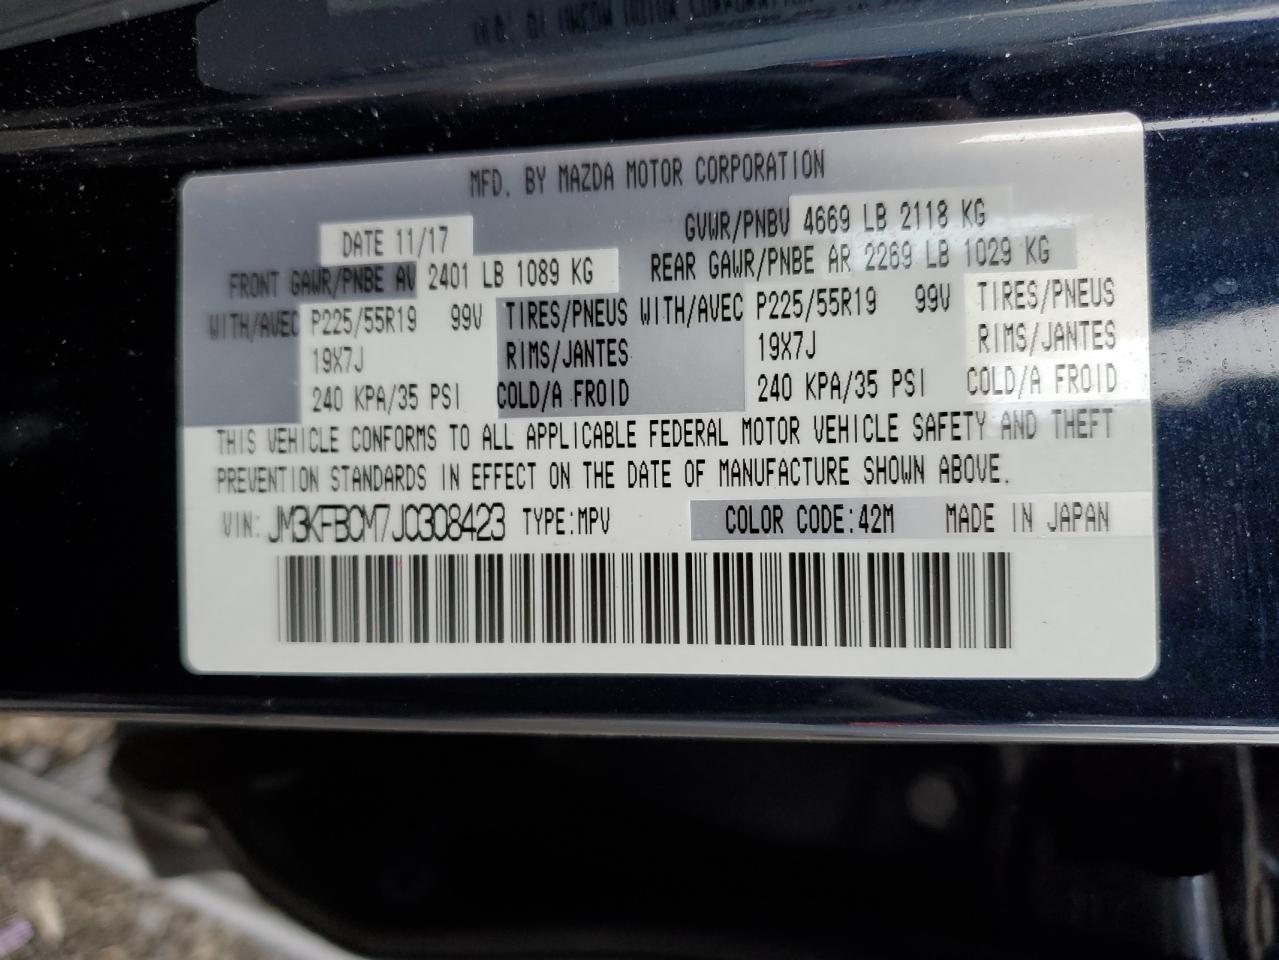 MFD. BY MAZDA MOTOR CORPORATION
DATE 11/17 GVWR/PNBV 4669 LB 2118 KG
FRONT GAWR/PNBE AV 2401 LB 1089 KG REAR GAWR/PNBE AR 2269 LB 1029 KG
WITH/AVEC P225/55R19 99V TIRES/PNEUS WITH/AVEC P225/55R19 99V TIRES/PNEUS
19X7J RIMS/JANTES 19X7J RIMS/JANTES
240 KPA/35 PSI COLD/A FROID 240 KPA/35 PSI COLD/A FROID
THIS VEHICLE CONFORMS TO ALL APPLICABLE FEDERAL MOTOR VEHICLE SAFETY AND THEFT
PREVENTION STANDARDS IN EFFECT ON THE DATE OF MANUFACTURE SHOWN ABOVE.
VIN: JM3KFBCM7J0308423 TYPE:MPV COLOR CODE:42M MADE IN JAPAN